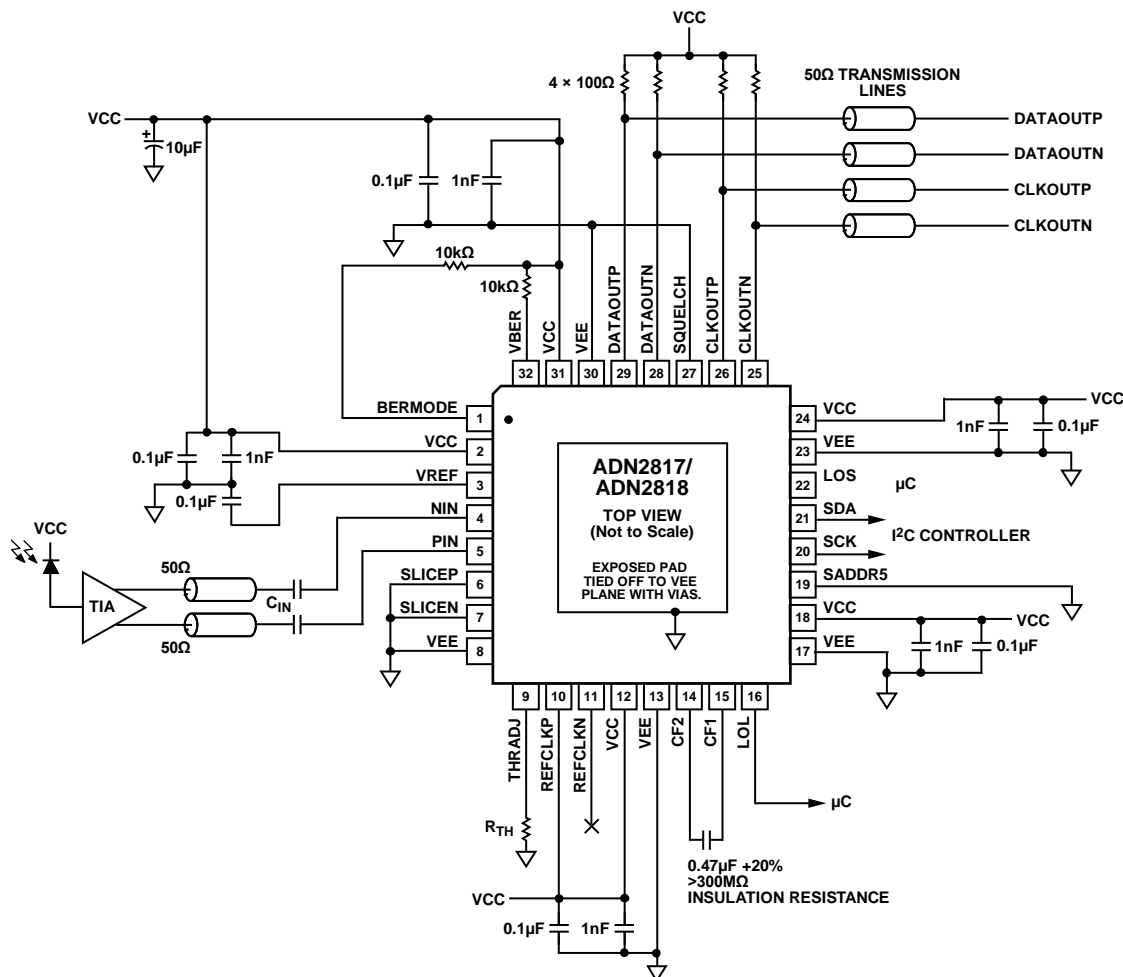 VCC
4 × 100Ω
50Ω TRANSMISSION
LINES
VCC
+
10µF
0.1µF
1nF
DATAOUTP
DATAOUTN
CLKOUTP
CLKOUTN
10kΩ
10kΩ
VBER
VCC
VEE
DATAOUTP
DATAOUTN
SQUELCH
CLKOUTP
CLKOUTN
32
31
30
29
28
27
26
25
BERMODE
1
VCC
2
VREF
3
NIN
4
PIN
5
SLICEP
6
SLICEN
7
VEE
8
0.1µF
1nF
0.1µF
VCC
TIA
50Ω
50Ω
CIN
ADN2817/
ADN2818
TOP VIEW
(Not to Scale)
EXPOSED PAD
TIED OFF TO VEE
PLANE WITH VIAS.
24
VCC
23
VEE
22
LOS
21
SDA
20
SCK
19
SADDR5
18
VCC
17
VEE
1nF
0.1µF
VCC
µC
I2C CONTROLLER
VCC
1nF
0.1µF
9
10
11
12
13
14
15
16
THRADJ
REFCLKP
REFCLKN
VCC
VEE
CF2
CF1
LOL
RTH
µC
0.47µF +20%
>300MΩ
INSULATION RESISTANCE
VCC
0.1µF
1nF